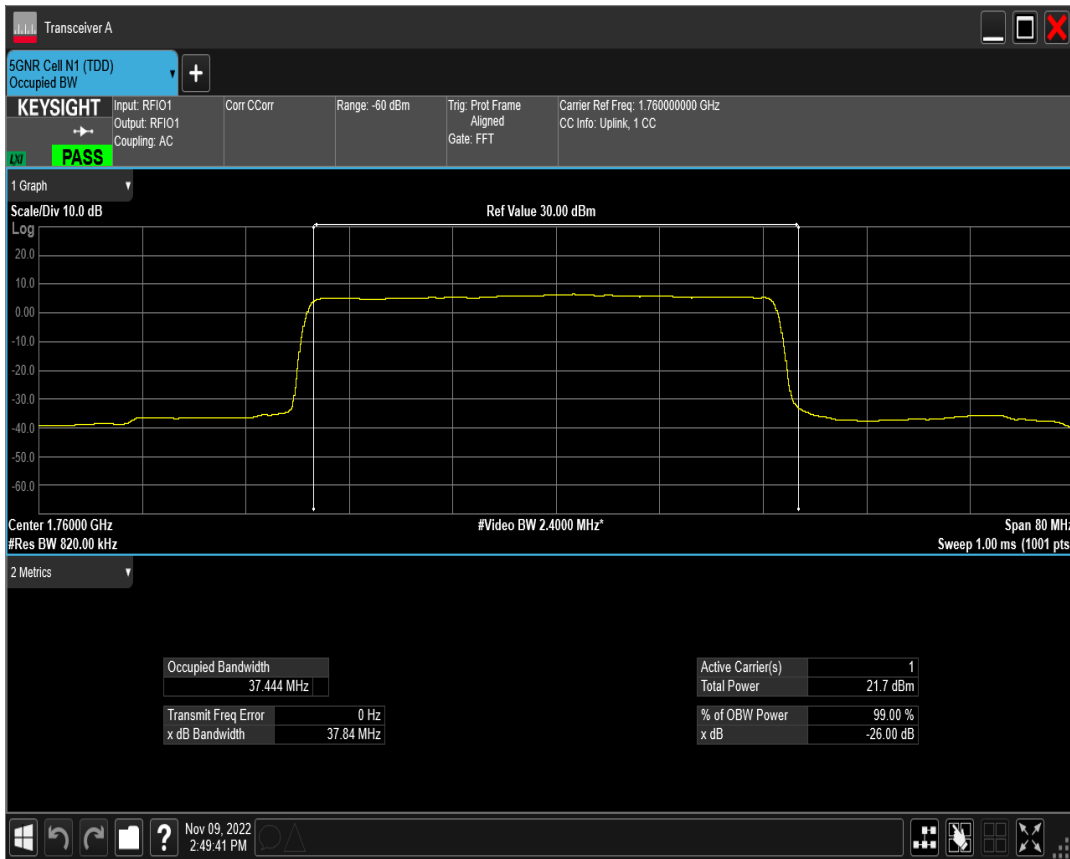 Transceiver A
5GNR Cell N1 (TDD)
Occupied BW
+
KEYSIGHT
LXI
PASS
Input: RFIO1
Output: RFIO1
Coupling: AC
Corr CCorr
Range: -60 dBm
Trig: Prot Frame
Aligned
Gate: FFT
Carrier Ref Freq: 1.760000000 GHz
CC Info: Uplink, 1 CC
1 Graph
Scale/Div 10.0 dB
Ref Value 30.00 dBm
Log
20.0
10.0
0.00
-10.0
-20.0
-30.0
-40.0
-50.0
-60.0
Center 1.76000 GHz
#Video BW 2.4000 MHz*
Span 80 MHz
#Res BW 820.00 kHz
Sweep 1.00 ms (1001 pts
2 Metrics
Occupied Bandwidth
37.444 MHz
Transmit Freq Error 0 Hz
x dB Bandwidth 37.84 MHz
Active Carrier(s) 1
Total Power 21.7 dBm
% of OBW Power 99.00 %
x dB -26.00 dB
?
Nov 09, 2022
2:49:41 PM